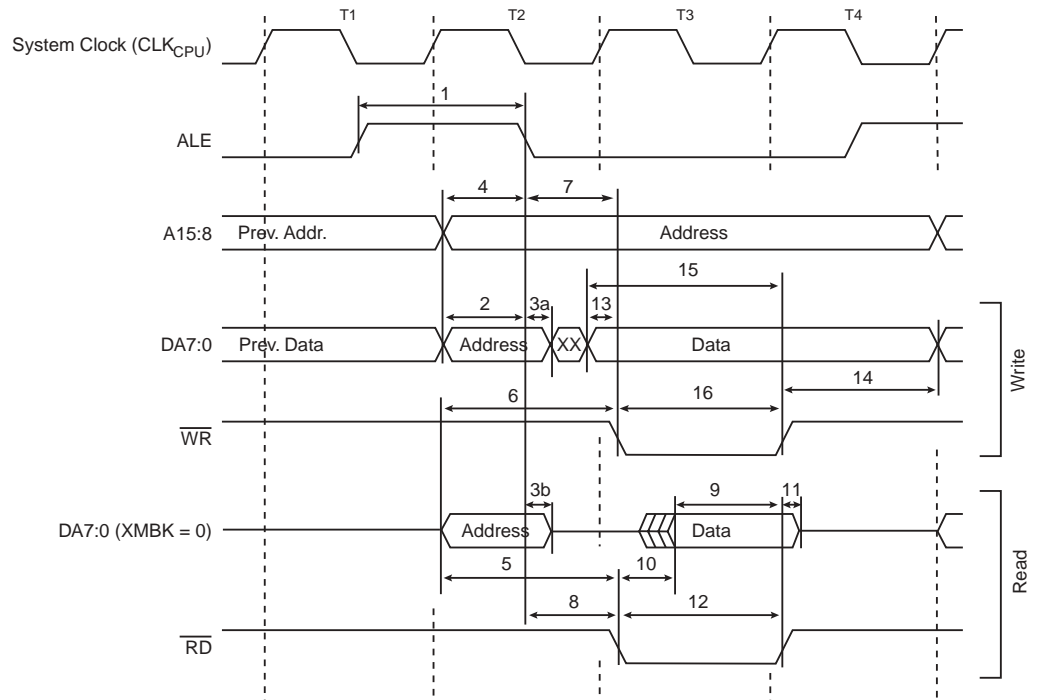 T1 T2 T3 T4
System Clock (CLKCPU)
1
ALE
4 7
A15:8 Prev. Addr. Address
15
2 3a 13
DA7:0 Prev. Data Address XX Data
14
6 16
WR
Write
3b 9 11
DA7:0 (XMBK = 0) Address Data
5 10
8 12
RD
Read